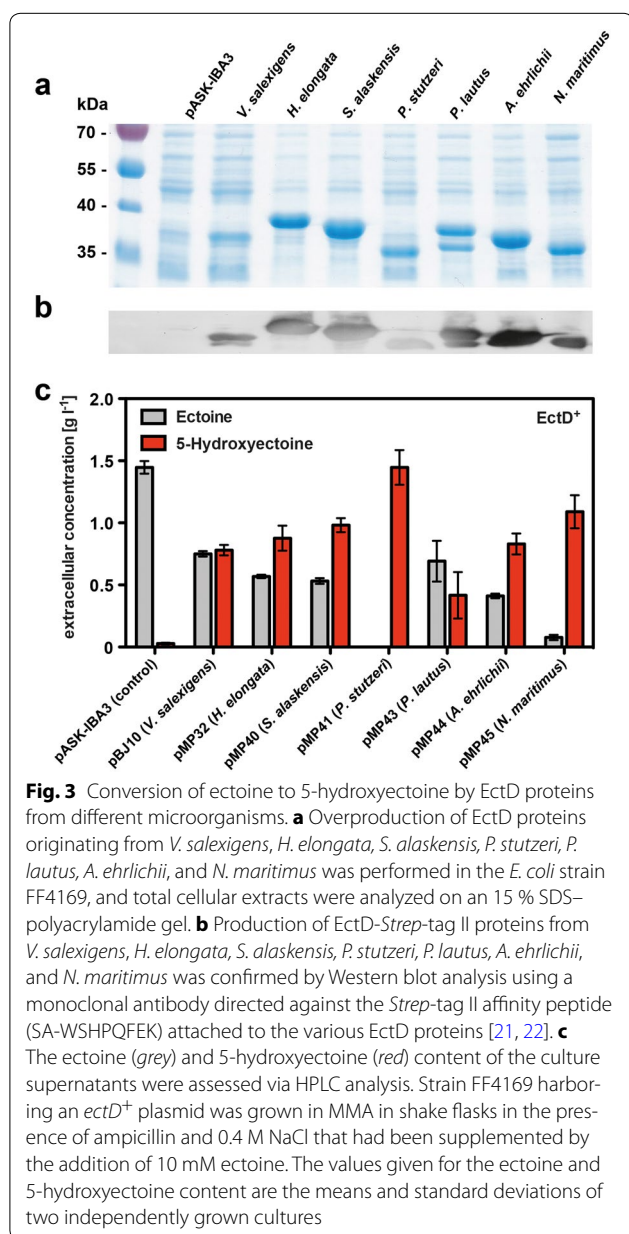 a
kDa
pASK-IBA3
V. salexigens
H. elongata
S. alaskensis
P. stutzeri
P. lautus
A. ehrlichii
N. maritimus
70 -
55 -
40 -
35 -
b
c
extracellular concentration [g l-1]
2.0
1.5
1.0
0.5
0
Ectoine
5-Hydroxyectoine
EctD+
pASK-IBA3 (control)
pBJ10 (V. salexigens)
pMP32 (H. elongata)
pMP40 (S. alaskensis)
pMP41 (P. stutzeri)
pMP43 (P. lautus)
pMP44 (A. ehrlichii)
pMP45 (N. maritimus)
Fig. 3 Conversion of ectoine to 5-hydroxyectoine by EctD proteins
from different microorganisms. a Overproduction of EctD proteins
originating from V. salexigens, H. elongata, S. alaskensis, P. stutzeri, P.
lautus, A. ehrlichii, and N. maritimus was performed in the E. coli strain
FF4169, and total cellular extracts were analyzed on an 15 % SDS–
polyacrylamide gel. b Production of EctD-Strep-tag II proteins from
V. salexigens, H. elongata, S. alaskensis, P. stutzeri, P. lautus, A. ehrlichii,
and N. maritimus was confirmed by Western blot analysis using a
monoclonal antibody directed against the Strep-tag II affinity peptide
(SA-WSHPQFEK) attached to the various EctD proteins [21, 22]. c
The ectoine (grey) and 5-hydroxyectoine (red) content of the culture
supernatants were assessed via HPLC analysis. Strain FF4169 harbor-
ing an ectD+ plasmid was grown in MMA in shake flasks in the pres-
ence of ampicillin and 0.4 M NaCl that had been supplemented by
the addition of 10 mM ectoine. The values given for the ectoine and
5-hydroxyectoine content are the means and standard deviations of
two independently grown cultures